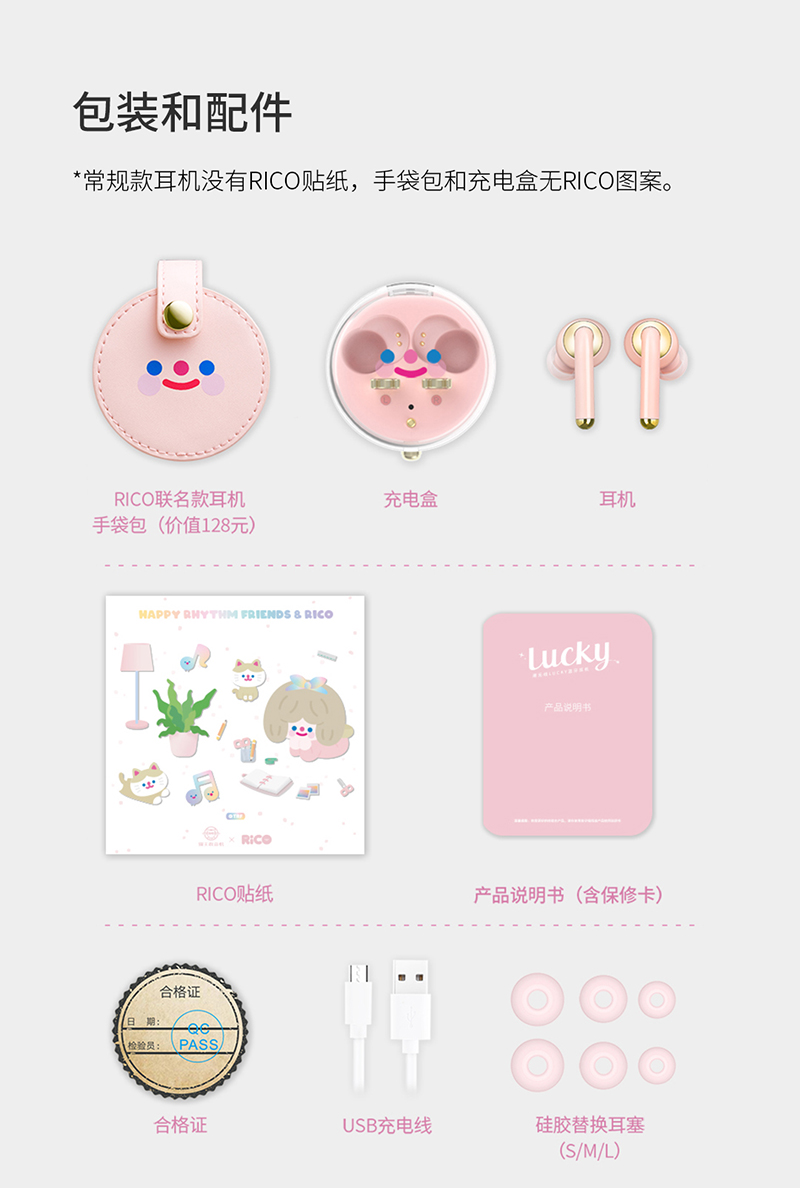 包装和配件
*常规款耳机没有RICO贴纸，手袋包和充电盒无RICO图案。
RICO联名款耳机
手袋包（价值128元）
充电盒
耳机
HAPPY RHYTHM FRIENDS & RICO
RiCO
Lucky
产品说明书
RICO贴纸
产品说明书（含保修卡）
合格证
日 期：
检验员：
QC
PASS
合格证
USB充电线
硅胶替换耳塞
（S/M/L）